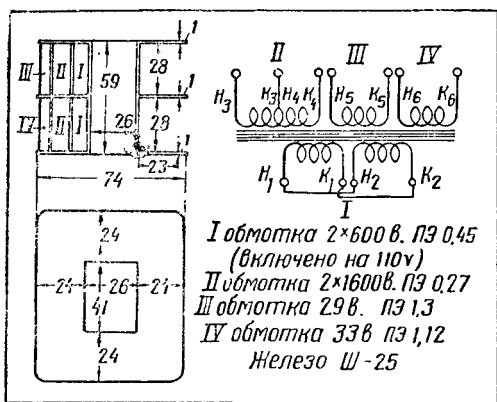 1
II III IV
III II I
59
28
1
K3 H4
H3 K4 H5 K5 H6 K6
IV II I
26
28
1
23
74
H1 K1 H2 K2
I
24
24 26 24
41
24
I обмотка 2×600 в. ПЭ 0,45
(включено на 110v)
II обмотка 2×1600в. ПЭ 0,27
III обмотка 29 в. ПЭ 1,3
IV обмотка 33 в ПЭ 1,12
Железо Ш-25